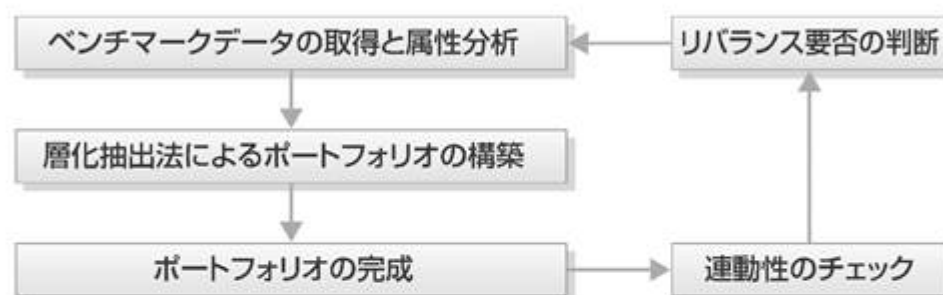 ベンチマークデータの取得と属性分析
リバランス要否の判断
層化抽出法によるポートフォリオの構築
ポートフォリオの完成
連動性のチェック